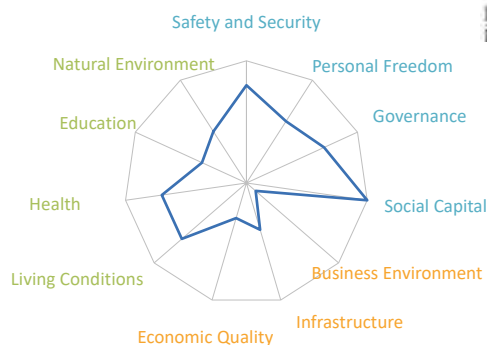 Safety and Security
Natural Environment
Personal Freedom
Education
Governance
Health
Social Capital
Living Conditions
Business Environment
Economic Quality
Infrastructure